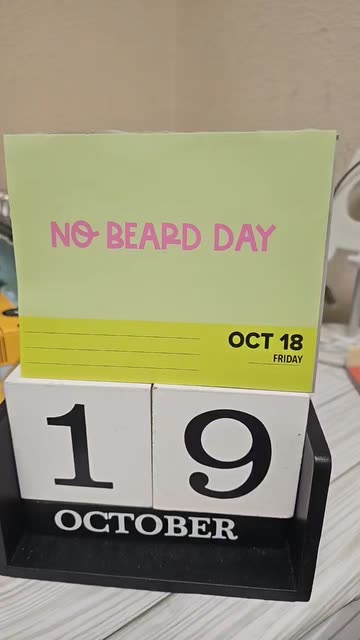 NO BEARD DAY
OCT 18
FRIDAY
19
OCTOBER